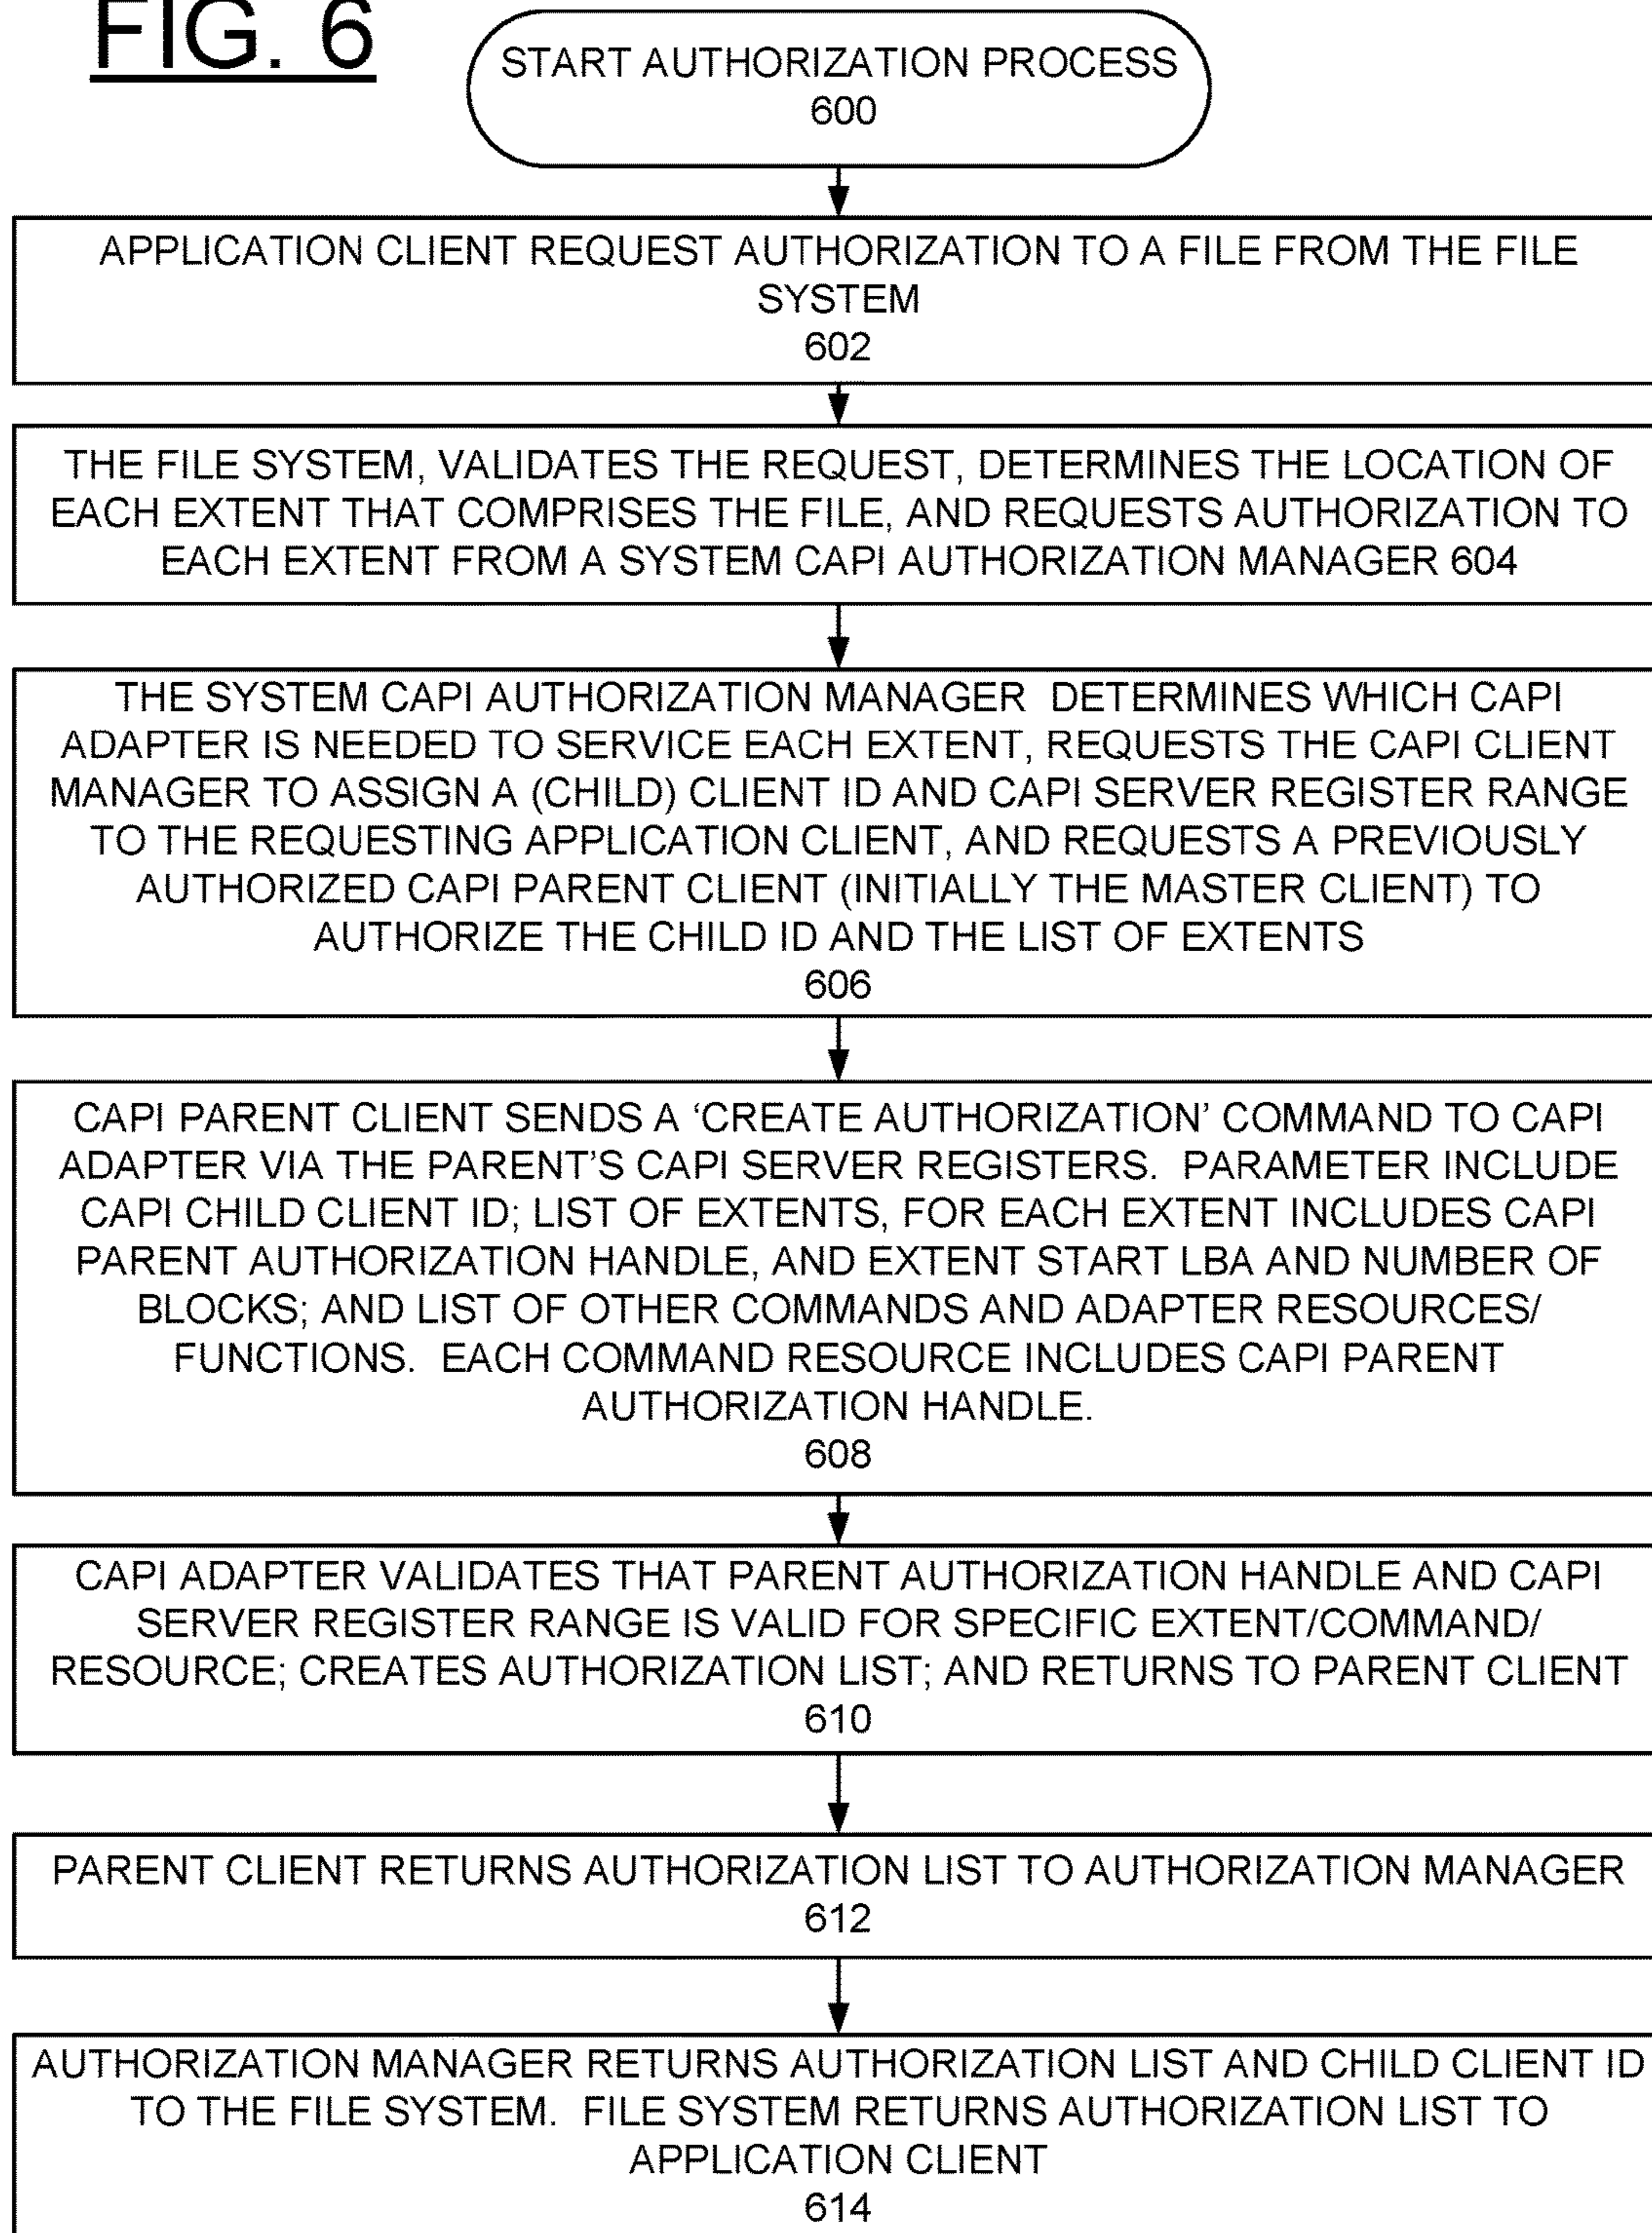 FIG. 6
START AUTHORIZATION PROCESS
600
APPLICATION CLIENT REQUEST AUTHORIZATION TO A FILE FROM THE FILE
SYSTEM
602
THE FILE SYSTEM, VALIDATES THE REQUEST, DETERMINES THE LOCATION OF
EACH EXTENT THAT COMPRISES THE FILE, AND REQUESTS AUTHORIZATION TO
EACH EXTENT FROM A SYSTEM CAPI AUTHORIZATION MANAGER 604
THE SYSTEM CAPI AUTHORIZATION MANAGER DETERMINES WHICH CAPI
ADAPTER IS NEEDED TO SERVICE EACH EXTENT, REQUESTS THE CAPI CLIENT
MANAGER TO ASSIGN A (CHILD) CLIENT ID AND CAPI SERVER REGISTER RANGE
TO THE REQUESTING APPLICATION CLIENT, AND REQUESTS A PREVIOUSLY
AUTHORIZED CAPI PARENT CLIENT (INITIALLY THE MASTER CLIENT) TO
AUTHORIZE THE CHILD ID AND THE LIST OF EXTENTS
606
CAPI PARENT CLIENT SENDS A ‘CREATE AUTHORIZATION’ COMMAND TO CAPI
ADAPTER VIA THE PARENT’S CAPI SERVER REGISTERS. PARAMETER INCLUDE
CAPI CHILD CLIENT ID; LIST OF EXTENTS, FOR EACH EXTENT INCLUDES CAPI
PARENT AUTHORIZATION HANDLE, AND EXTENT START LBA AND NUMBER OF
BLOCKS; AND LIST OF OTHER COMMANDS AND ADAPTER RESOURCES/
FUNCTIONS. EACH COMMAND RESOURCE INCLUDES CAPI PARENT
AUTHORIZATION HANDLE.
608
CAPI ADAPTER VALIDATES THAT PARENT AUTHORIZATION HANDLE AND CAPI
SERVER REGISTER RANGE IS VALID FOR SPECIFIC EXTENT/COMMAND/
RESOURCE; CREATES AUTHORIZATION LIST; AND RETURNS TO PARENT CLIENT
610
PARENT CLIENT RETURNS AUTHORIZATION LIST TO AUTHORIZATION MANAGER
612
AUTHORIZATION MANAGER RETURNS AUTHORIZATION LIST AND CHILD CLIENT ID
TO THE FILE SYSTEM. FILE SYSTEM RETURNS AUTHORIZATION LIST TO
APPLICATION CLIENT
614